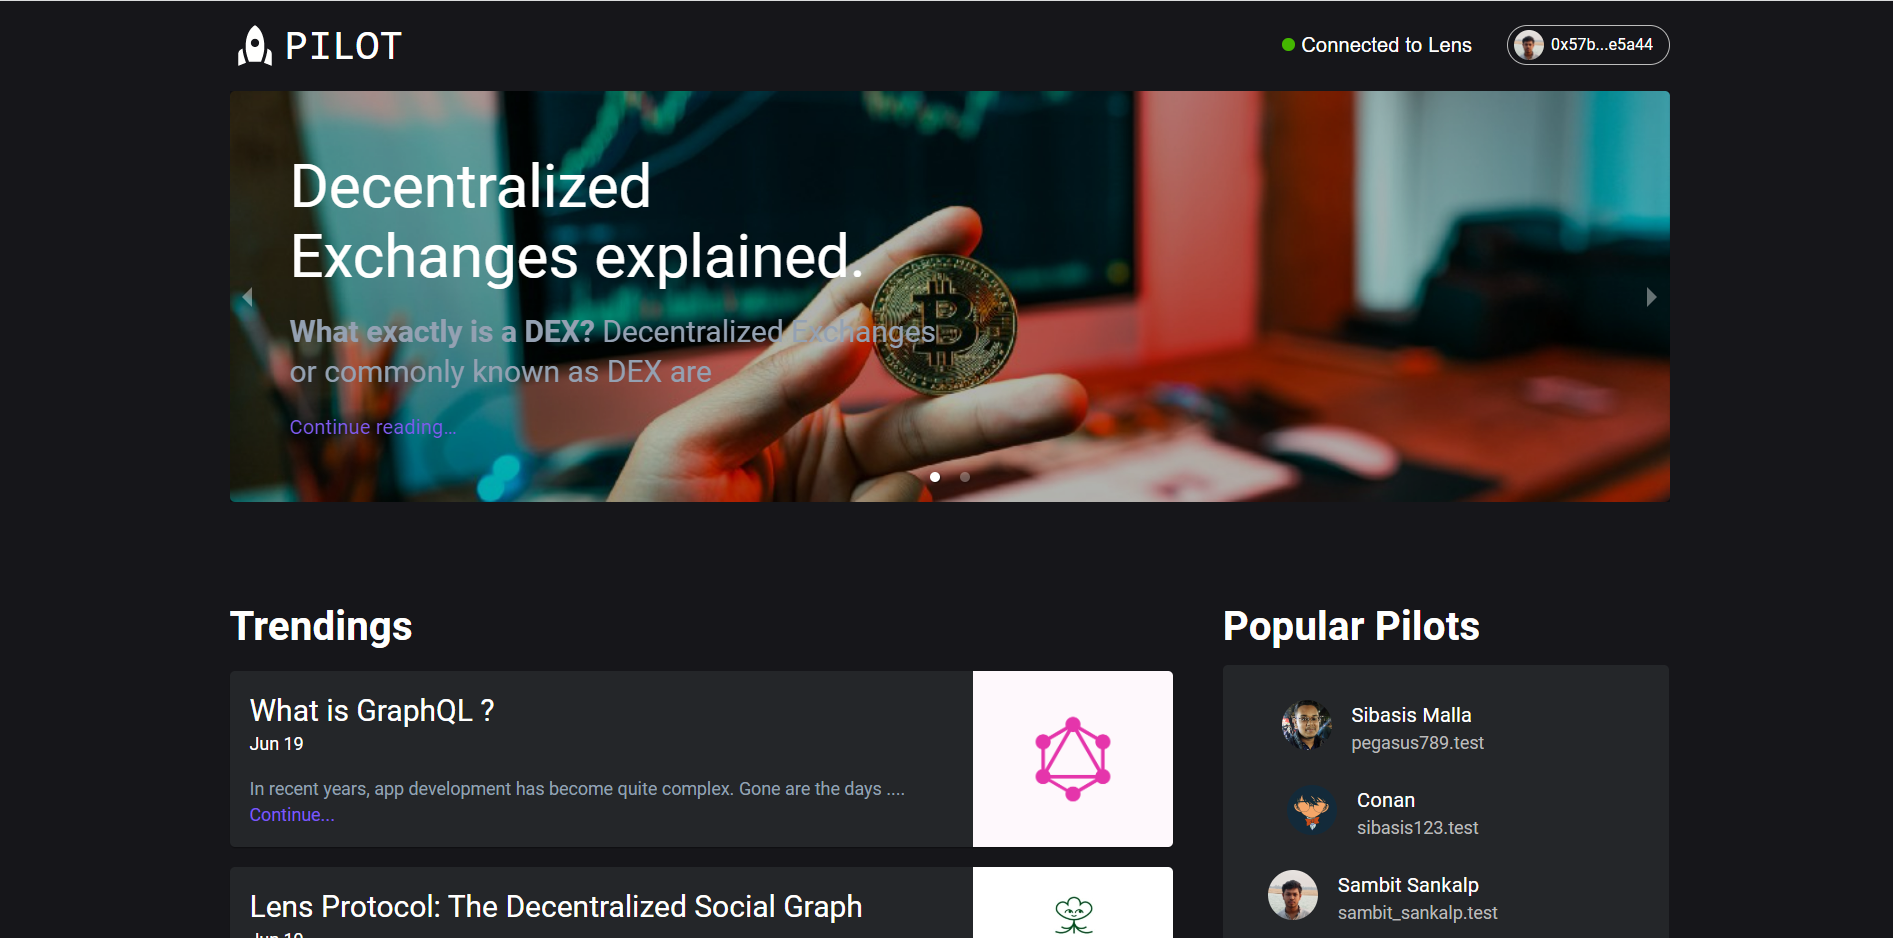 PILOT
Connected to Lens
0x57b...e5a44
Decentralized
Exchanges explained.
What exactly is a DEX? Decentralized Exchanges
or commonly known as DEX are
Continue reading...
Trendings
What is GraphQL ?
Jun 19
In recent years, app development has become quite complex. Gone are the days ....
Continue...
Lens Protocol: The Decentralized Social Graph
Jun 19
Popular Pilots
Sibasis Malla
pegasus789.test
Conan
sibasis123.test
Sambit Sankalp
sambit_sankalp.test